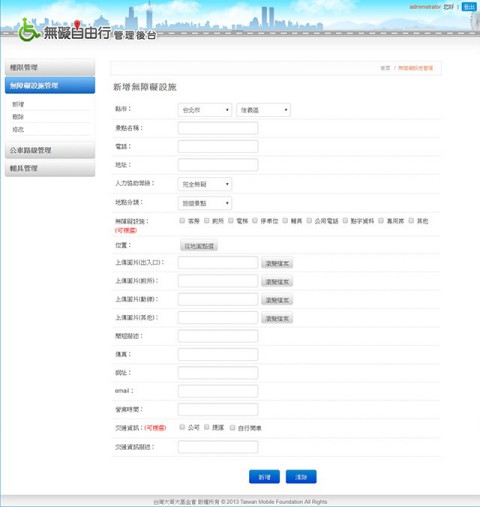 administrator 您好 | 登出
無礙自由行 管理後台
權限管理
首頁 / 無障礙設施管理
無障礙設施管理
新增無障礙設施
新增
刪除
修改
公車路線管理
輔具管理
縣市： 台北市 信義區
景點名稱：
電話：
地址：
人力協助等級： 完全無礙
地點分類： 旅遊景點
無障礙設施： 客房 廁所 電梯 停車位 輔具 公用電話 點字資料 專用席 其他
(可複選)
位置： 從地圖點選
上傳圖片(出入口)： 瀏覽檔案
上傳圖片(廁所)： 瀏覽檔案
上傳圖片(動線)： 瀏覽檔案
上傳圖片(其他)： 瀏覽檔案
簡短描述：
傳真：
網址：
email：
營業時間：
交通資訊：(可複選) 公司 捷運 自行開車
交通資訊描述：
新增 清除
台灣大哥大基金會 版權所有 © 2013 Taiwan Mobile Foundation All Rights